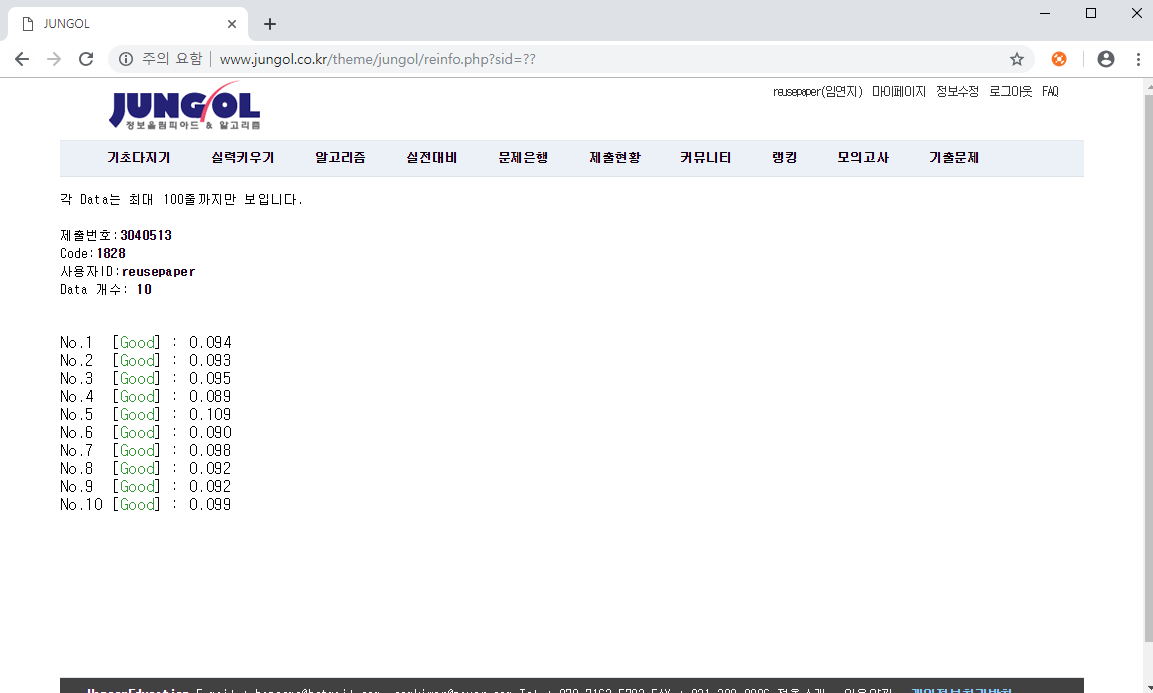 JUNGOL
주의 요함 | www.jungol.co.kr/theme/jungol/reinfo.php?sid=??
JUNGOL
정보올림피아드 & 알고리즘
reusepaper(임연지) 마이페이지 정보수정 로그아웃 FAQ
기초다지기 실력키우기 알고리즘 실전대비 문제은행 제출현황 커뮤니티 랭킹 모의고사 기출문제
각 Data는 최대 100줄까지만 보입니다.
제출번호:3040513
Code:1828
사용자ID:reusepaper
Data 개수: 10
No.1 [Good] : 0.094
No.2 [Good] : 0.093
No.3 [Good] : 0.095
No.4 [Good] : 0.089
No.5 [Good] : 0.109
No.6 [Good] : 0.090
No.7 [Good] : 0.098
No.8 [Good] : 0.092
No.9 [Good] : 0.092
No.10 [Good] : 0.099